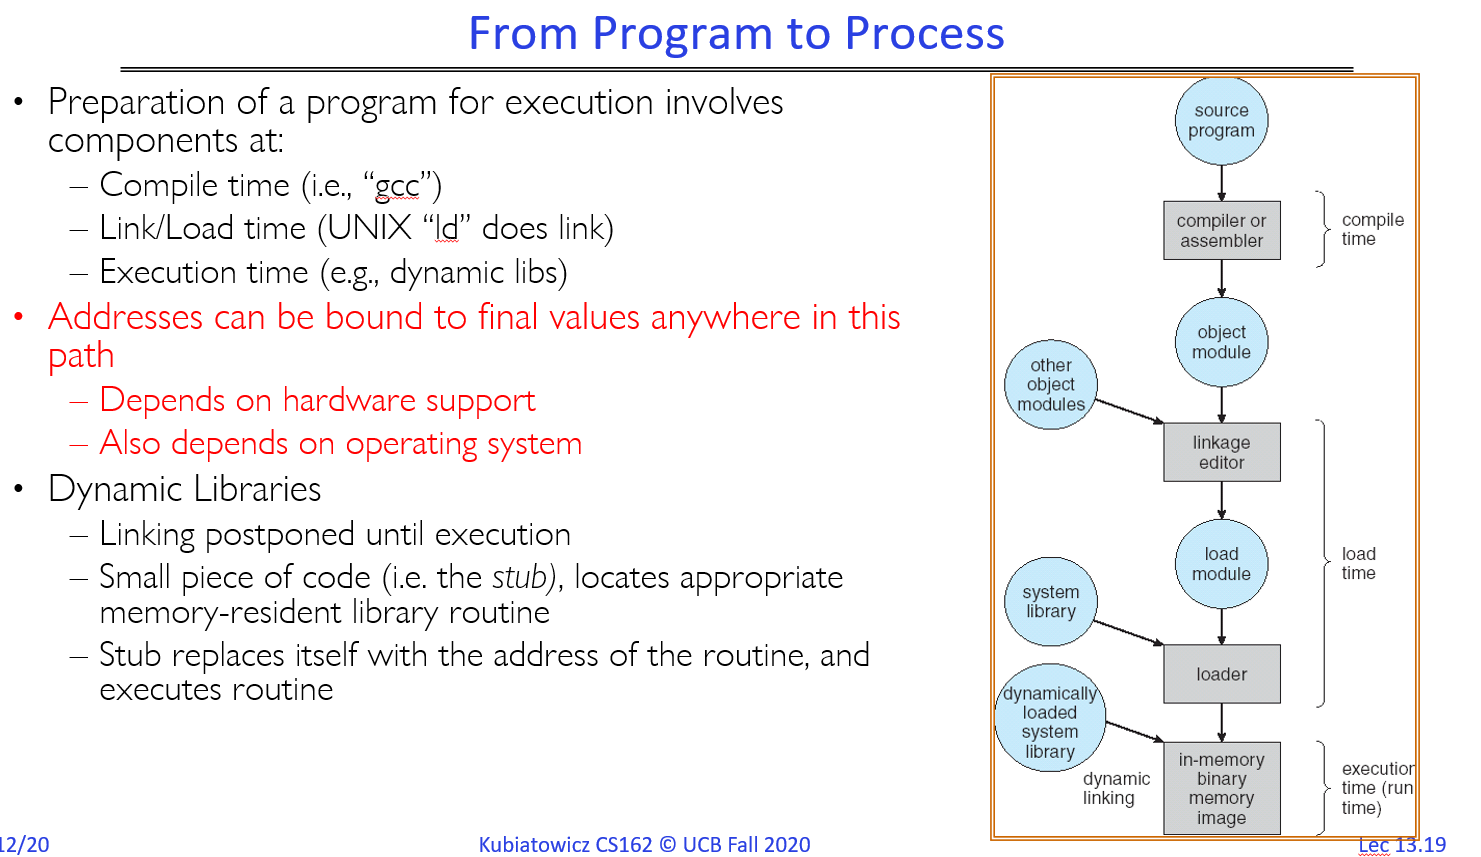 From Program to Process
• Preparation of a program for execution involves
components at:
– Compile time (i.e., “gcc”)
– Link/Load time (UNIX “ld” does link)
– Execution time (e.g., dynamic libs)
• Addresses can be bound to final values anywhere in this
path
– Depends on hardware support
– Also depends on operating system
• Dynamic Libraries
– Linking postponed until execution
– Small piece of code (i.e. the stub), locates appropriate
memory-resident library routine
– Stub replaces itself with the address of the routine, and
executes routine
source
program
compiler or
assembler
compile
time
object
module
other
object
modules
linkage
editor
load
module
load
time
system
library
loader
dynamically
loaded
system
library
dynamic
linking
in-memory
binary
memory
image
execution
time (run
time)
12/20
Kubiatowicz CS162 © UCB Fall 2020
Lec 13.19